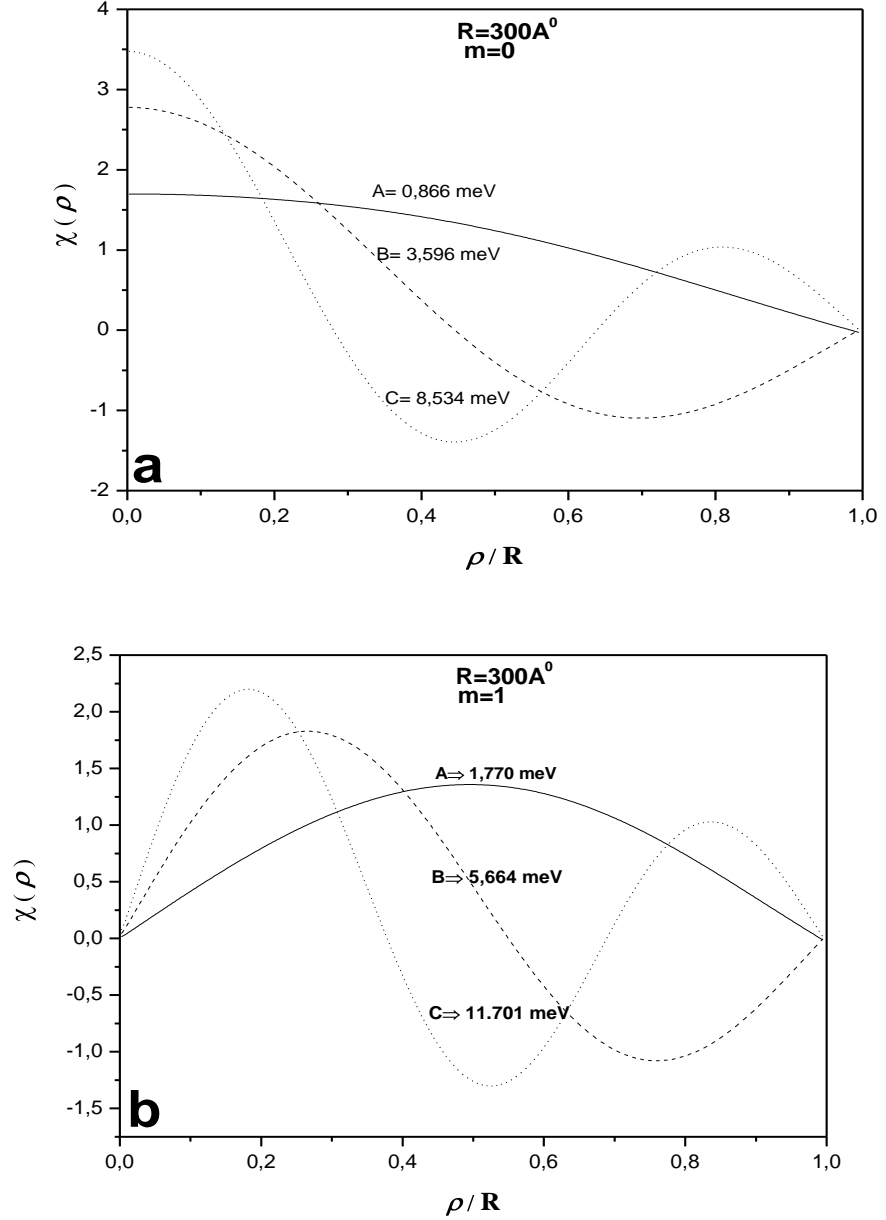 R=300A⁰
m=0
4
3
2
1
0
-1
-2
χ(ρ)
A= 0,866 meV
B= 3,596 meV
C= 8,534 meV
a
0,0 0,2 0,4 0,6 0,8 1,0
ρ / R
R=300A⁰
m=1
2,5
2,0
1,5
1,0
0,5
0,0
-0,5
-1,0
-1,5
χ(ρ)
A⇒ 1,770 meV
B⇒ 5,664 meV
C⇒ 11.701 meV
b
0,0 0,2 0,4 0,6 0,8 1,0
ρ / R